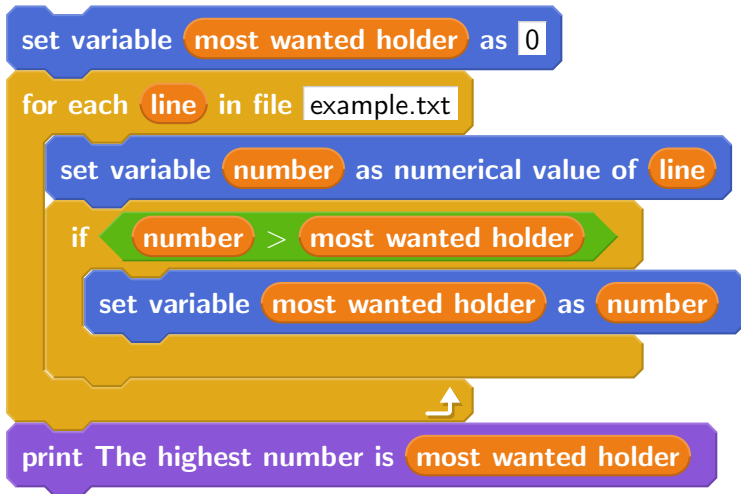 set variable most wanted holder as 0
for each line in file example.txt
set variable number as numerical value of line
if number > most wanted holder
set variable most wanted holder as number
print The highest number is most wanted holder